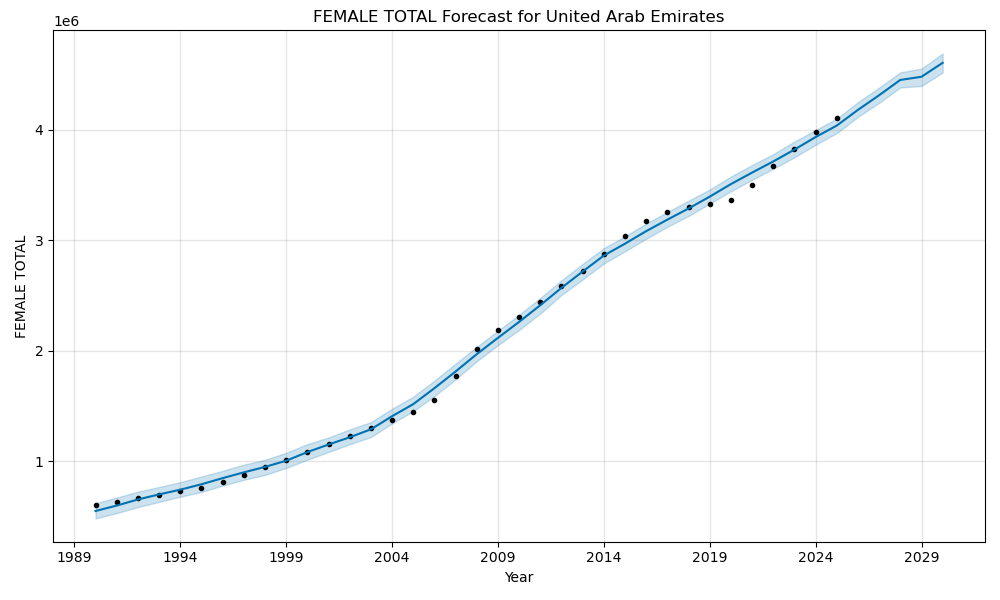 FEMALE TOTAL Forecast for United Arab Emirates
1e6
4
3
2
1
FEMALE TOTAL
1989 1994 1999 2004 2009 2014 2019 2024 2029
Year